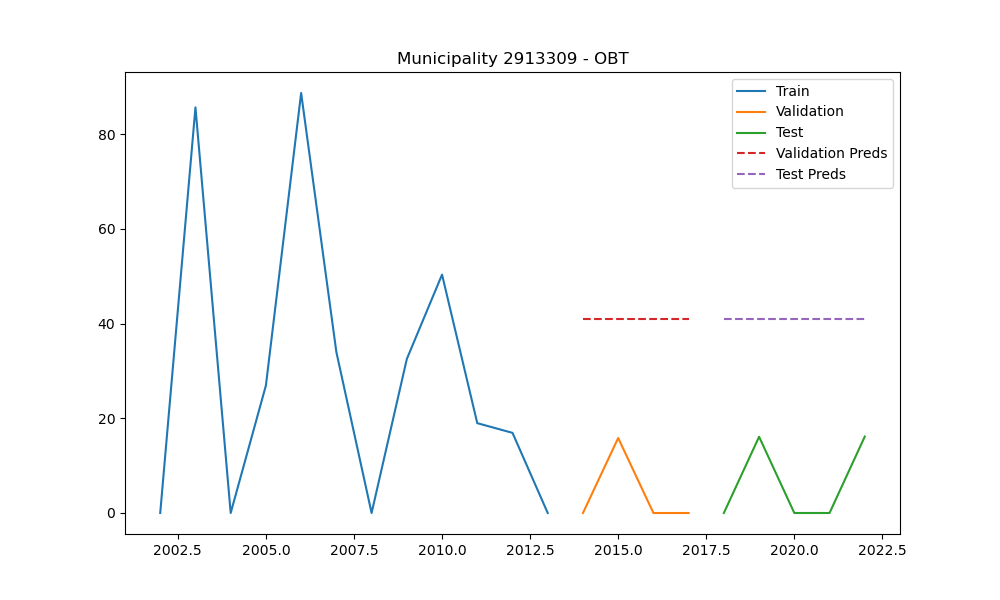 Municipality 2913309 - OBT
Train
Validation
Test
Validation Preds
Test Preds
80
60
40
20
0
2002.5 2005.0 2007.5 2010.0 2012.5 2015.0 2017.5 2020.0 2022.5